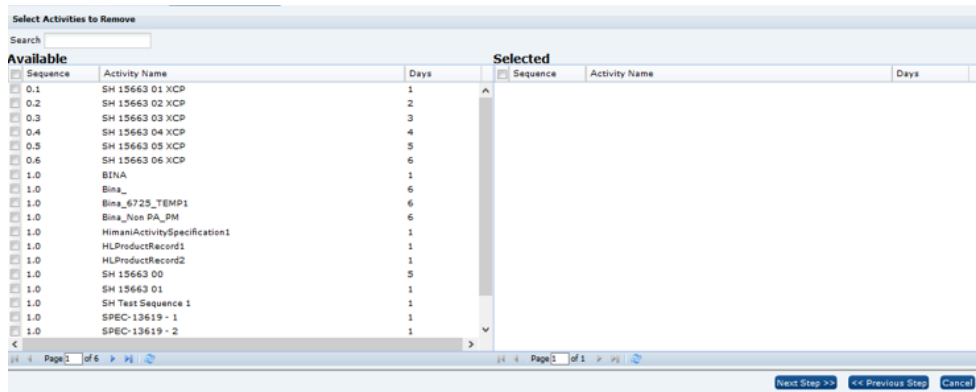 Select Activities to Remove
Search
Available
Selected
Sequence Activity Name Days
Sequence Activity Name Days
0.1 SH 15663 01 XCP 1
0.2 SH 15663 02 XCP 2
0.3 SH 15663 03 XCP 3
0.4 SH 15663 04 XCP 4
0.5 SH 15663 05 XCP 5
0.6 SH 15663 06 XCP 6
1.0 BINA 1
1.0 Bina_ 6
1.0 Bina_6725_TEMP1 6
1.0 Bina_Non PA_PM 6
1.0 HimaniActivitySpecification1 1
1.0 HLProductRecord1 1
1.0 HLProductRecord2 1
1.0 SH 15663 00 5
1.0 SH 15663 01 1
1.0 SH Test Sequence 1 1
1.0 SPEC-13619 - 1 1
1.0 SPEC-13619 - 2 1
Page 1 of 6
Page 1 of 1
Next Step >> << Previous Step Cancel